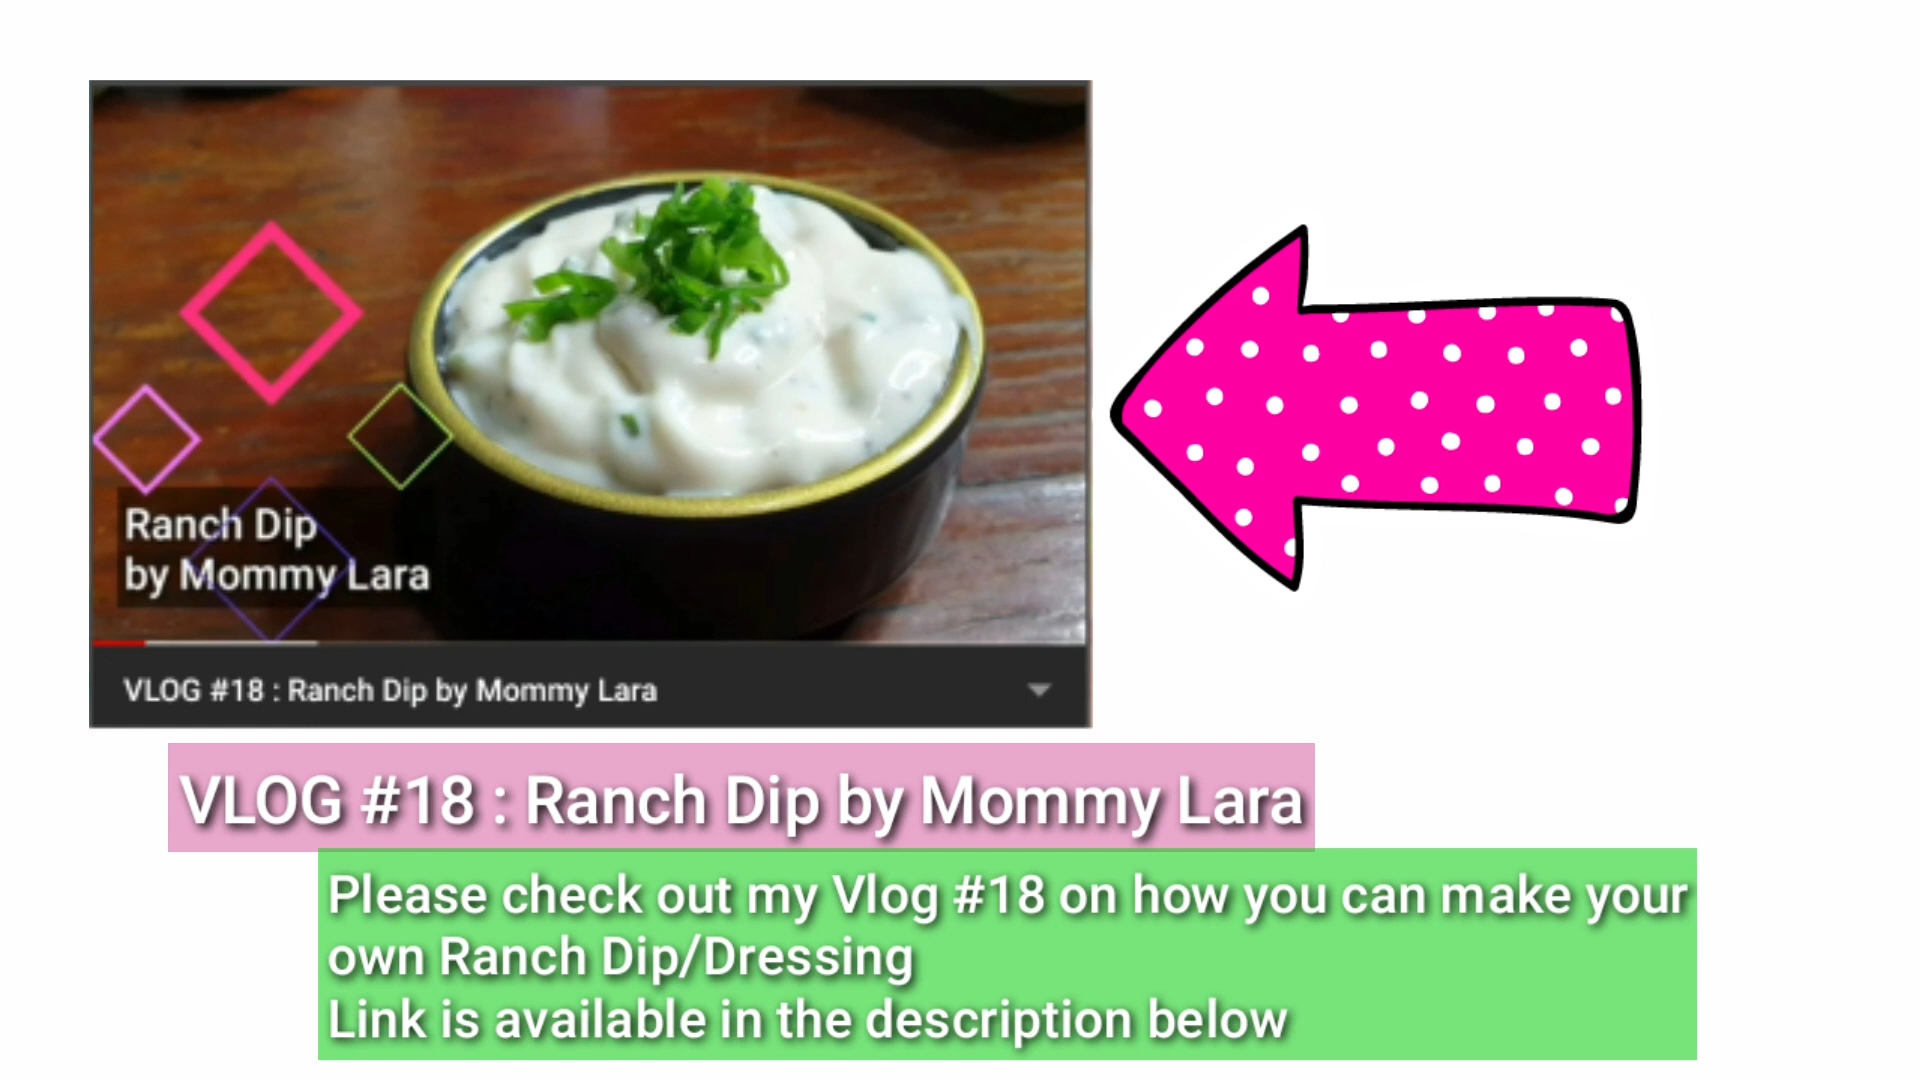 Ranch Dip
by Mommy Lara
VLOG #18 : Ranch Dip by Mommy Lara
VLOG #18 : Ranch Dip by Mommy Lara
Please check out my Vlog #18 on how you can make your
own Ranch Dip/Dressing
Link is available in the description below